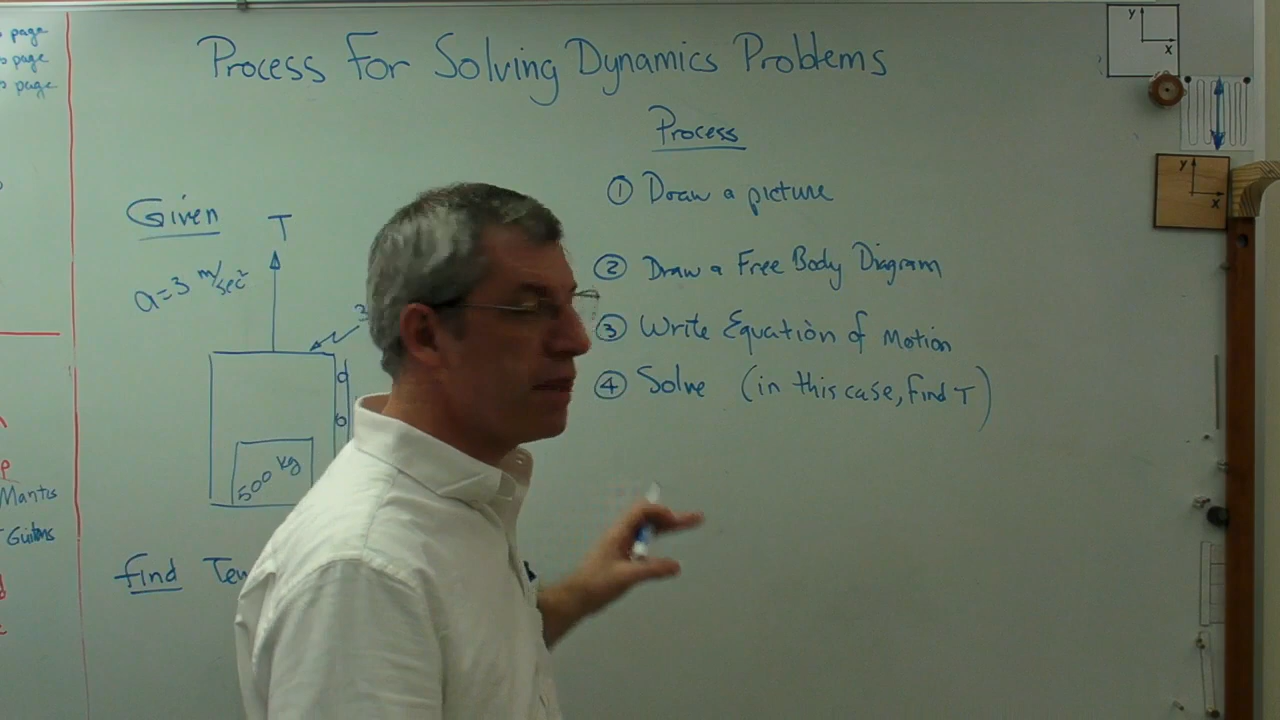 page
page
page
Process For Solving Dynamics Problems
Process
Given
T
a=3 m/sec²
3
500 kg
Find
① Draw a picture
② Draw a Free Body Diagram
③ Write Equation of Motion
④ Solve (in this case, find T)
Mantis
y
x
y
x